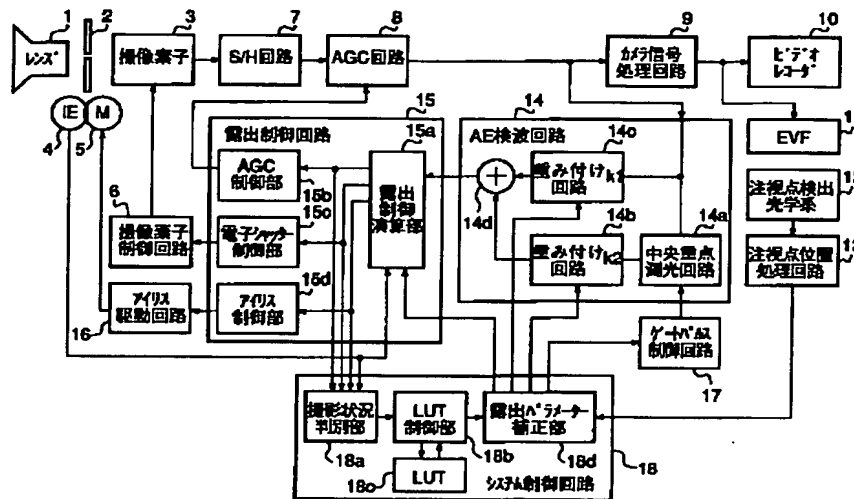 1
2
3
7
8
9
10
レンズ
撮像素子
S/H回路
AGC回路
カメラ信号
処理回路
ビデオ
レコーダ
IE
M
4
5
15
露出制御回路
15a
14
AE検波回路
14c
EVF
AGC
制御部
15b
重み付け
回路
k1
14d
注視点検出
光学系
6
15c
露出
制御
演算部
14b
14a
撮像素子
制御回路
電子シャッター
制御部
重み付け
回路
K2
中央重点
測光回路
注視点位置
処理回路
15d
アイリス
駆動回路
アイリス
制御部
16
ゲートパルス
制御回路
17
撮影状況
判別部
LUT
制御部
露出パラメーター
補正部
18a
18b
18d
18
18c
LUT
システム制御回路